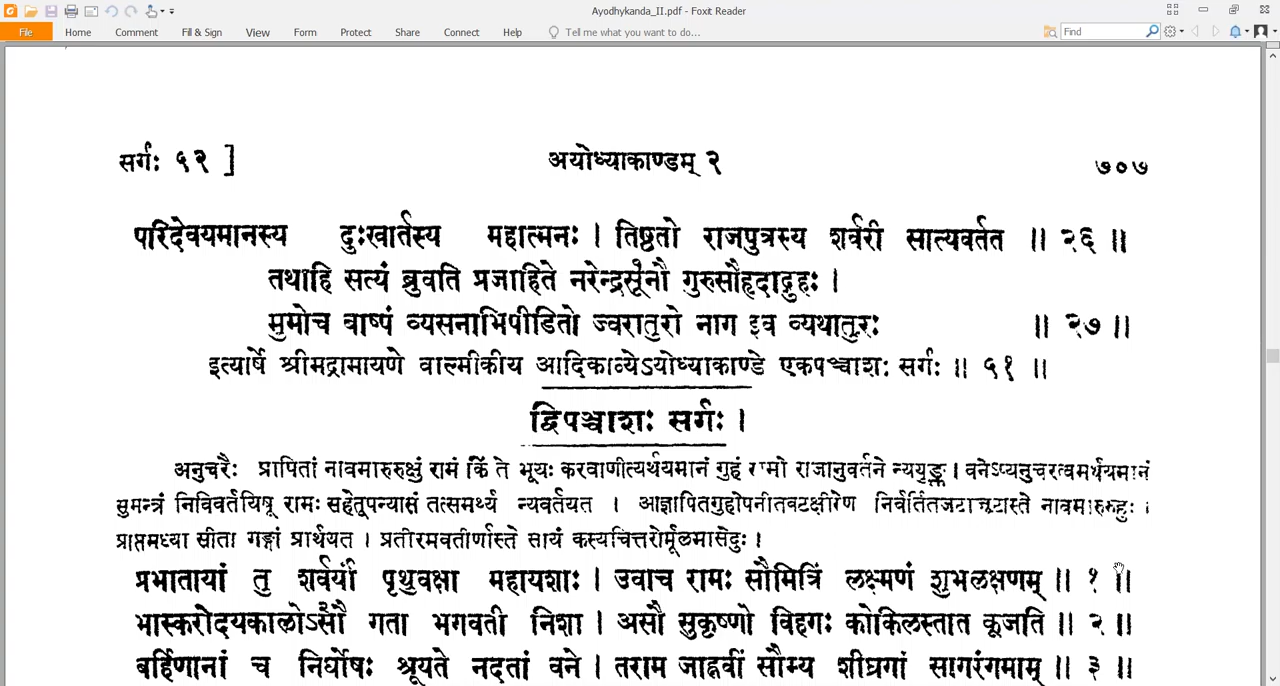 Ayodhykanda_II.pdf - Foxit Reader
File Home Comment Fill & Sign View Form Protect Share Connect Help Tell me what you want to do... Find
सर्गः ५२ ] अयोध्याकाण्डम् २ ७०७
परिदेवयमानस्य दुःखार्तस्य महात्मनः । तिष्ठतो राजपुत्रस्य शर्वरी सात्यवर्तत ॥ २६ ॥
तथाहि सत्यं ब्रुवति प्रजाहिते नरेन्द्रसूनौ गुरुसौहृदाद्गुहः ।
मुमोच बाष्पं व्यसनाभिपीडितो ज्वरातुरो नाग इव व्यथातुरः ॥ २७ ॥
इत्यार्षे श्रीमद्रामायणे वाल्मीकीय आदिकाव्येऽयोध्याकाण्डे एकपञ्चाशः सर्गः ॥ ५१ ॥
द्विपञ्चाशः सर्गः ।
अनुचरैः प्रापितां नावमारुरुक्षुं रामं किं ते भूयः करवाणीत्यर्थयमानं गुहं रामो राजानुवर्तने न्ययुङ्क्त । वनेऽप्यनुचरत्वमर्थयमानं
सुमन्त्रं निविवर्तयिषू रामः सहेतूपन्यासं तत्समर्थ्य न्यवर्तयत । आज्ञापितगुहोपनीतवटक्षीरेण निर्वर्तितजटाजूटास्ते नावमारुरुहुः ।
प्राप्तमध्या सीता गङ्गां प्रार्थयत । प्रतीरमवतीर्णास्ते सायं कस्यचित्तरोर्मूलमासेदुः ।
प्रभातायां तु शर्वर्यां पृथुवक्षा महायशाः । उवाच रामः सौमित्रिं लक्ष्मणं शुभलक्षणम् ॥ १ ॥
भास्करोदयकालोऽसौ गता भगवती निशा । असौ सुकृष्णो विहगः कोकिलस्तात कूजति ॥ २ ॥
बर्हिणानां च निर्घोषः श्रूयते नदतां वने । तराम जाह्नवीं सौम्य शीघ्रगां सागरंगमाम् ॥ ३ ॥